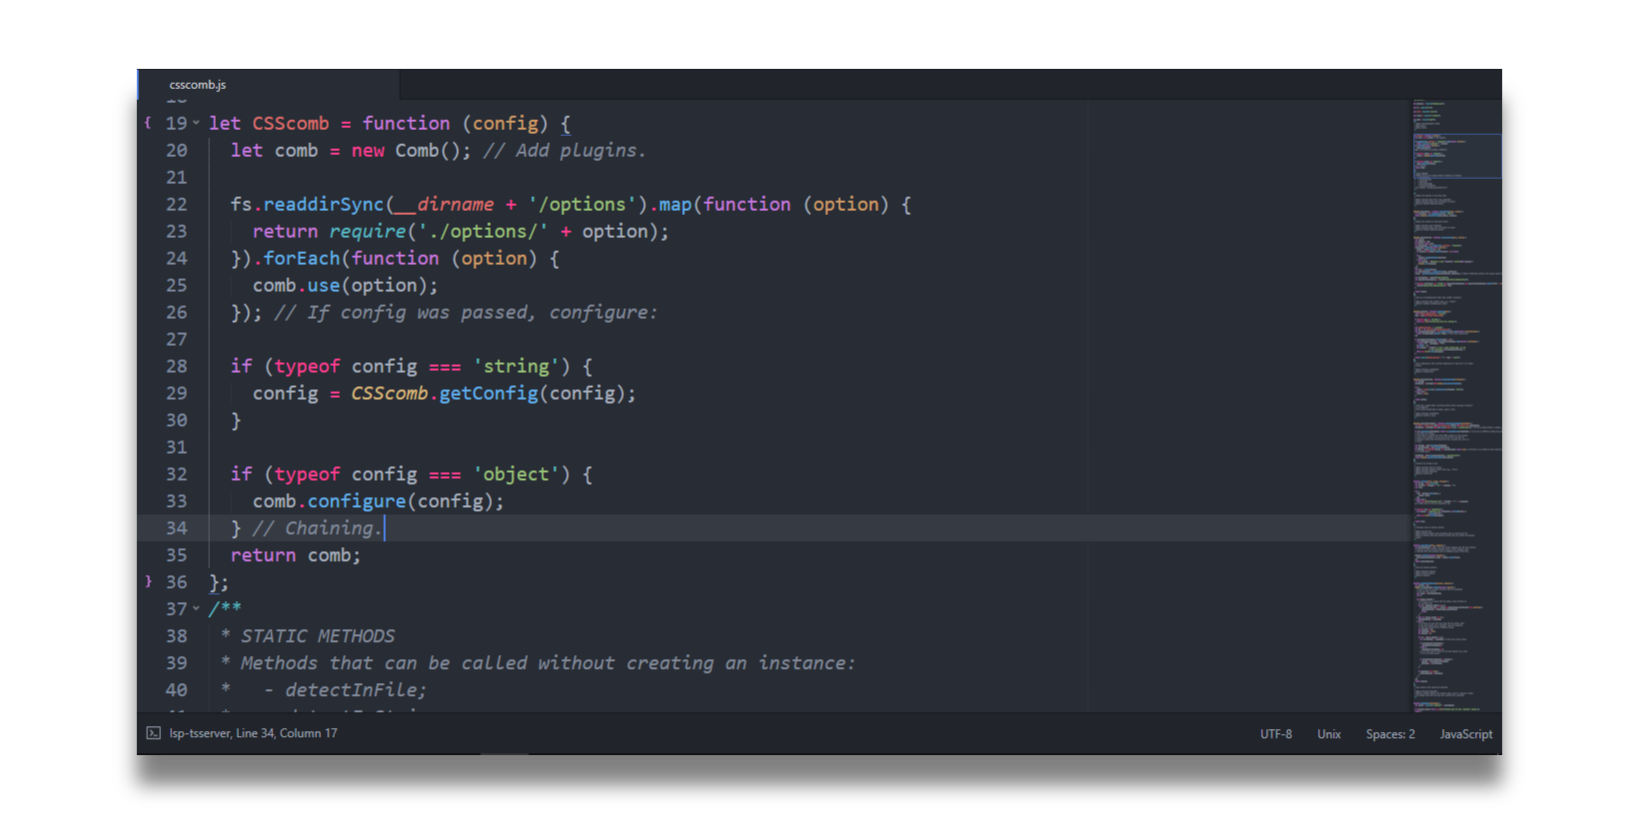 csscomb.js
19 let CSScomb = function (config) {
20 let comb = new Comb(); // Add plugins.
21
22 fs.readdirSync(__dirname + '/options').map(function (option) {
23 return require('./options/' + option);
24 }).forEach(function (option) {
25 comb.use(option);
26 }); // If config was passed, configure:
27
28 if (typeof config === 'string') {
29 config = CSScomb.getConfig(config);
30 }
31
32 if (typeof config === 'object') {
33 comb.configure(config);
34 } // Chaining.
35 return comb;
36 };
37 /**
38 * STATIC METHODS
39 * Methods that can be called without creating an instance:
40 * - detectInFile;
lsp-tsserver, Line 34, Column 17
UTF-8 Unix Spaces: 2 JavaScript